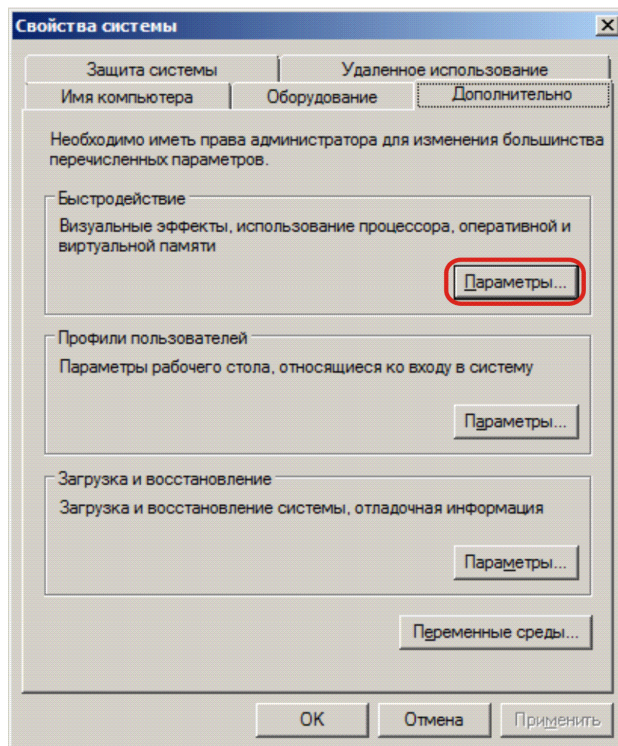 Свойства системы
Защита системы
Удаленное использование
Имя компьютера
Оборудование
Дополнительно
Необходимо иметь права администратора для изменения большинства
перечисленных параметров.
Быстродействие
Визуальные эффекты, использование процессора, оперативной и
виртуальной памяти
Параметры...
Профили пользователей
Параметры рабочего стола, относящиеся ко входу в систему
Параметры...
Загрузка и восстановление
Загрузка и восстановление системы, отладочная информация
Параметры...
Переменные среды...
OK
Отмена
Применить